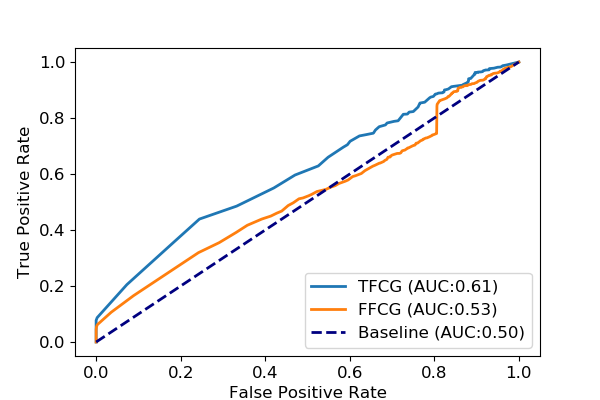 1.0
0.8
0.6
0.4
0.2
0.0
True Positive Rate
TFCG (AUC:0.61)
FFCG (AUC:0.53)
Baseline (AUC:0.50)
0.0 0.2 0.4 0.6 0.8 1.0
False Positive Rate